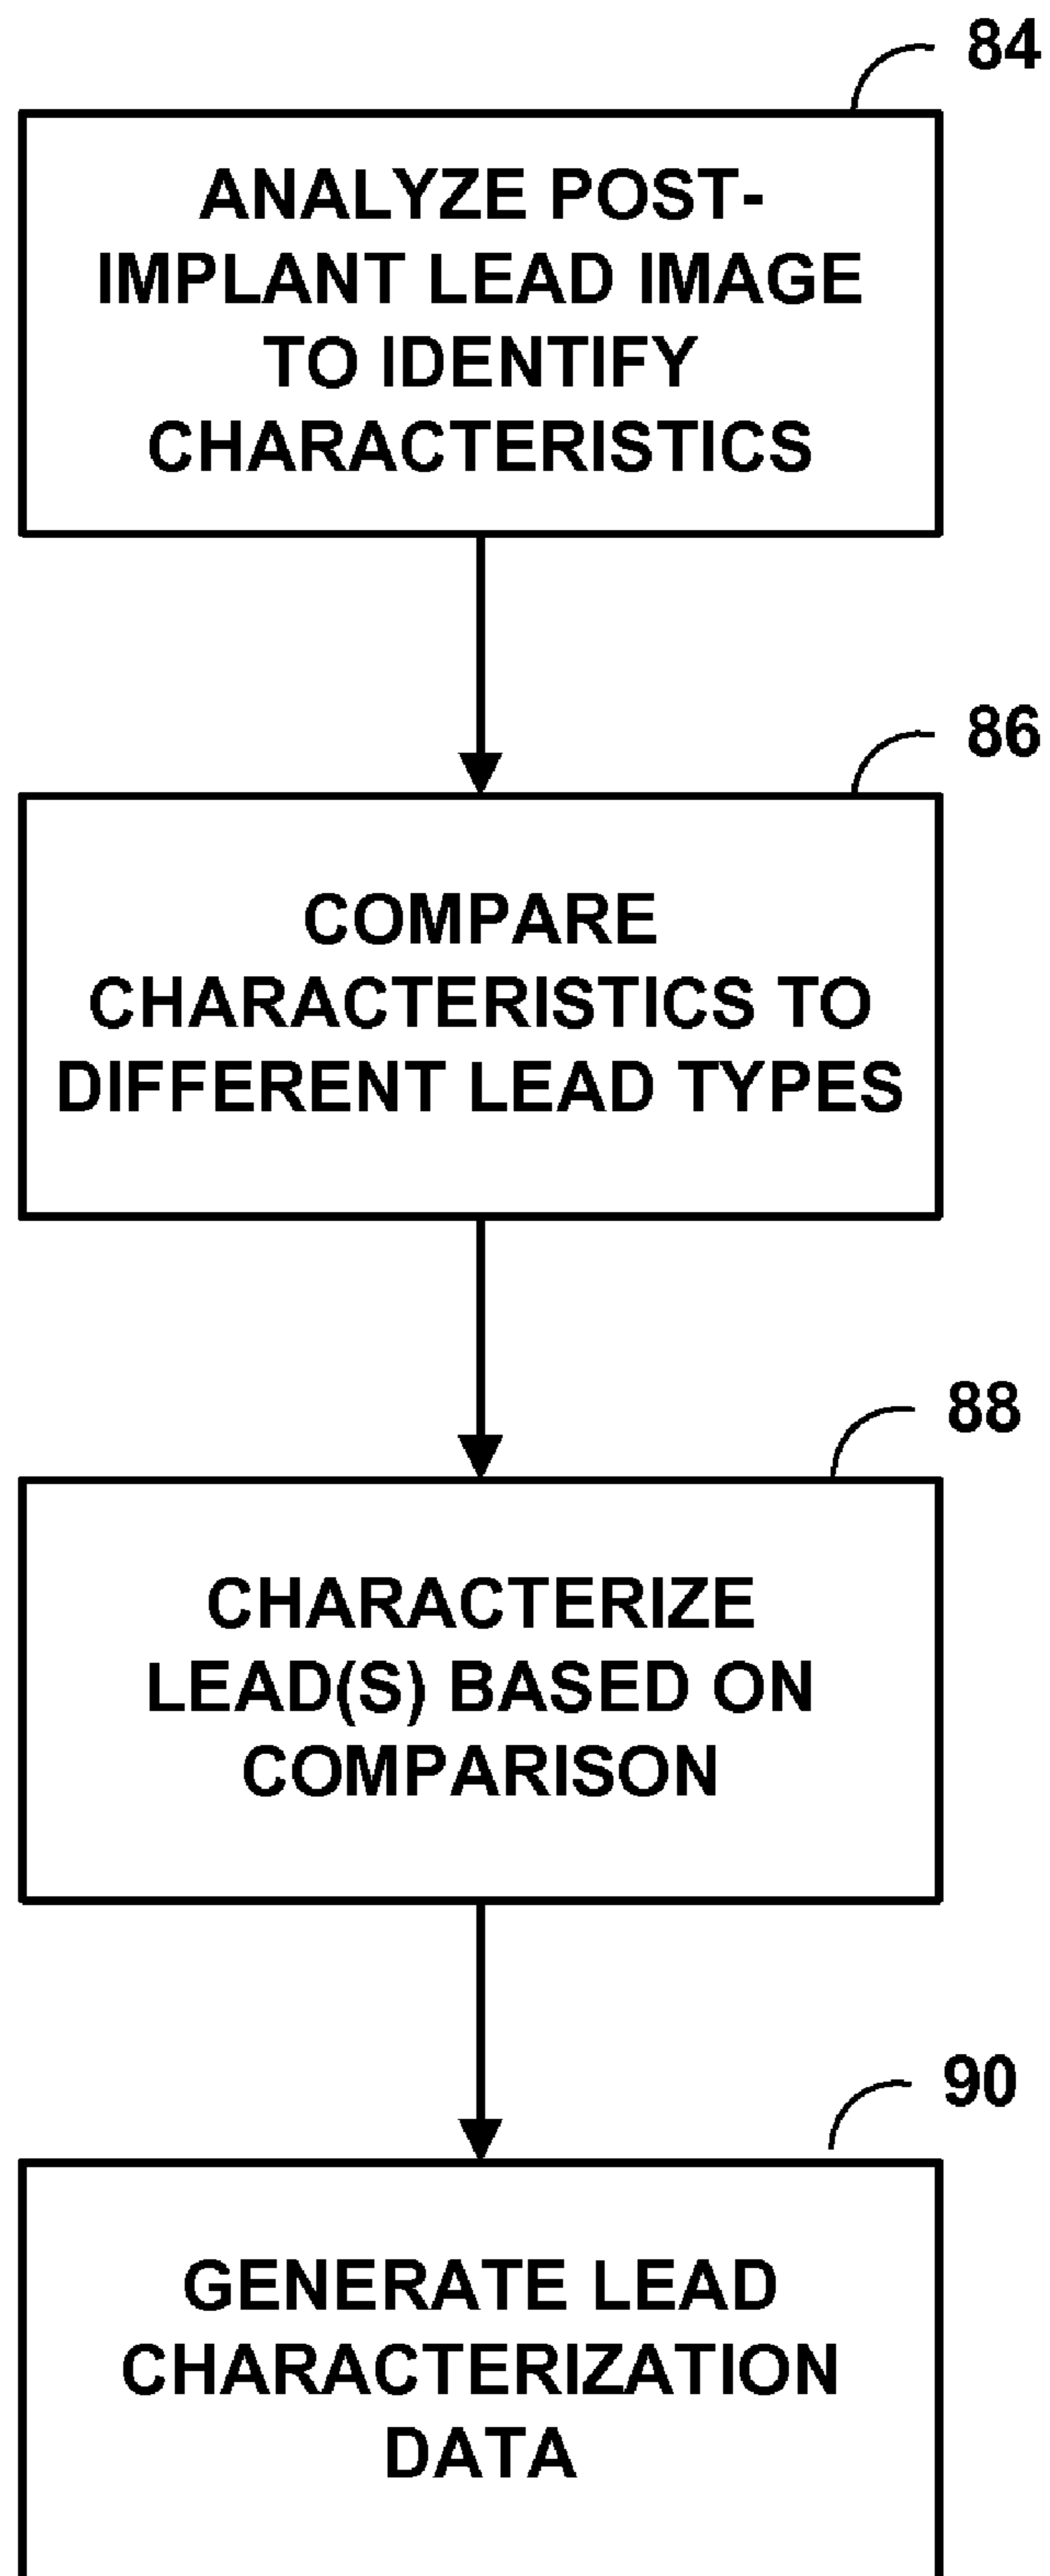 84
ANALYZE POST-
IMPLANT LEAD IMAGE
TO IDENTIFY
CHARACTERISTICS
86
COMPARE
CHARACTERISTICS TO
DIFFERENT LEAD TYPES
88
CHARACTERIZE
LEAD(S) BASED ON
COMPARISON
90
GENERATE LEAD
CHARACTERIZATION
DATA